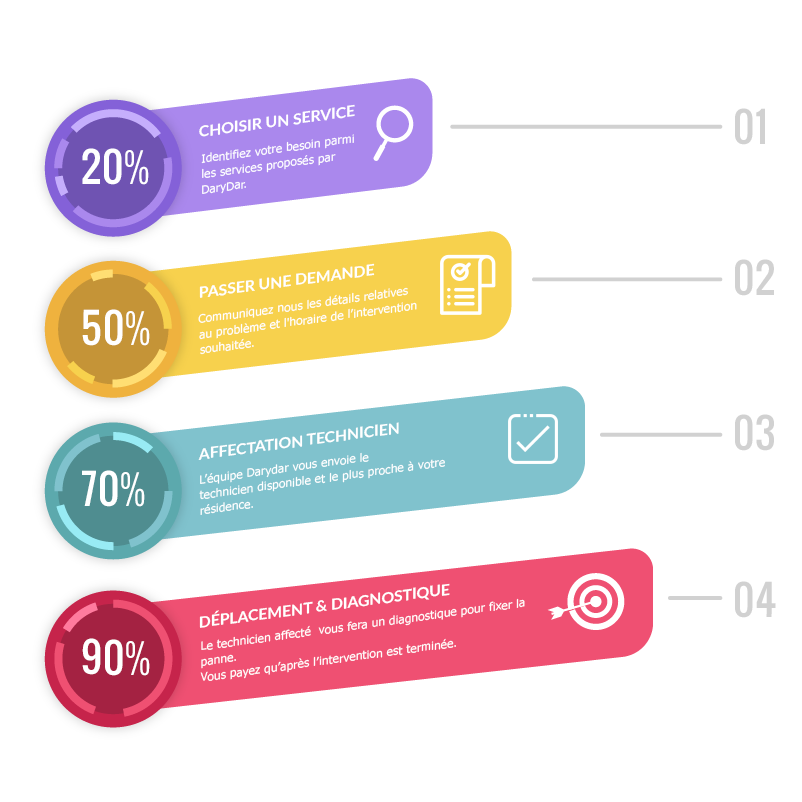 20%
CHOISIR UN SERVICE
Identifiez votre besoin parmi
les services proposés par
DaryDar.
01
50%
PASSER UNE DEMANDE
Communiquez nous les détails relatives
au problème et l'horaire de l'intervention
souhaitée.
02
70%
AFFECTATION TECHNICIEN
L'équipe Darydar vous envoie le
technicien disponible et le plus proche à votre
résidence.
03
90%
DÉPLACEMENT & DIAGNOSTIQUE
Le technicien affecté  vous fera un diagnostique pour fixer la
panne.
Vous payez qu'après l'intervention est terminée.
04